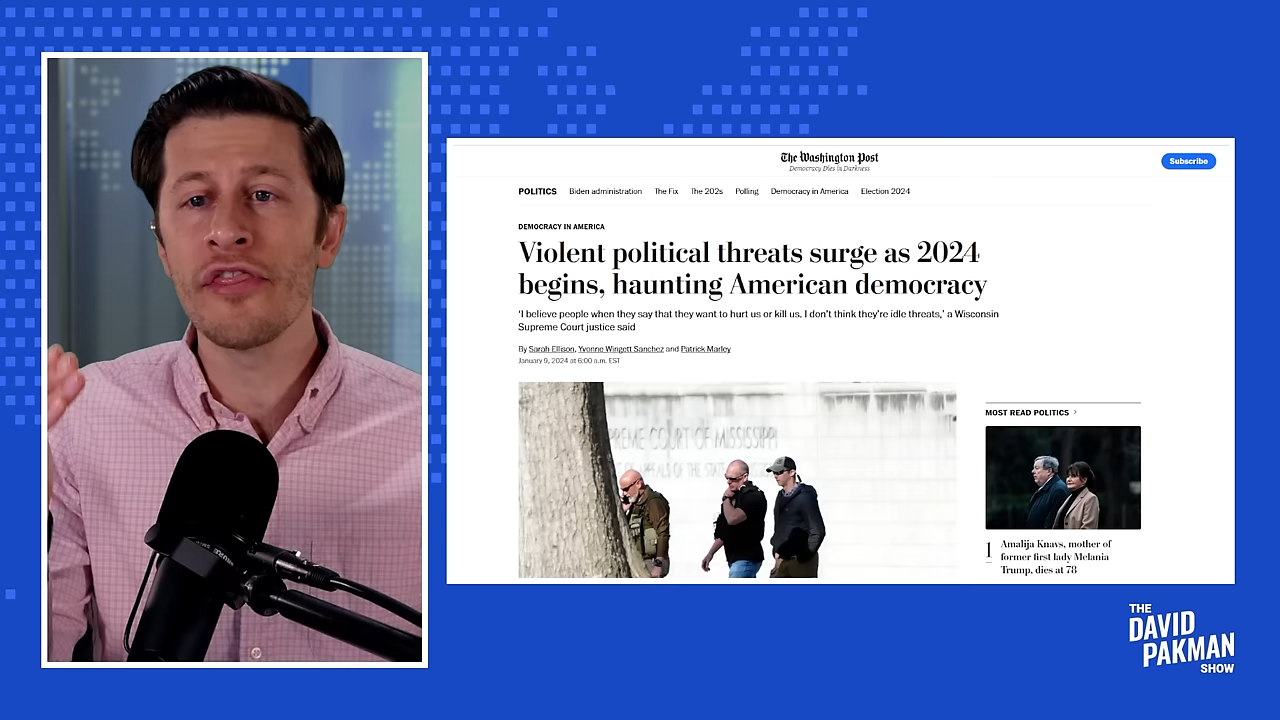 The Washington Post
Democracy Dies in Darkness
Subscribe
POLITICS Biden administration The Fix The 202s Polling Democracy in America Election 2024
DEMOCRACY IN AMERICA
Violent political threats surge as 2024
begins, haunting American democracy
'I believe people when they say that they want to hurt us or kill us. I don't think they're idle threats,' a Wisconsin
Supreme Court justice said
By Sarah Ellison, Yvonne Wingett Sanchez and Patrick Marley
January 9, 2024 at 6:00 a.m. EST
PREME COURT OF MISSISSIPPI
APPEALS OF THE STATE
MOST READ POLITICS >
1 Amalija Knavs, mother of
former first lady Melania
Trump, dies at 78
THE
DAVID
PAKMAN
SHOW